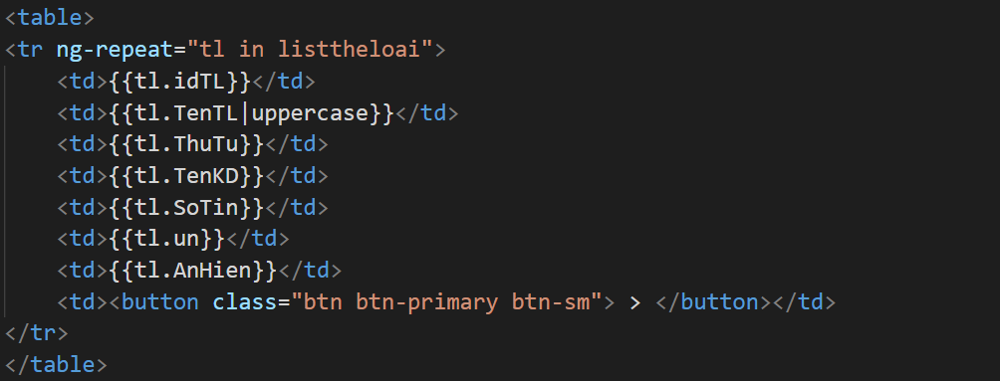 <table>
<tr ng-repeat="tl in listtheloai">
    <td>{{tl.idTL}}</td>
    <td>{{tl.TenTL|uppercase}}</td>
    <td>{{tl.ThuTu}}</td>
    <td>{{tl.TenKD}}</td>
    <td>{{tl.SoTin}}</td>
    <td>{{tl.un}}</td>
    <td>{{tl.AnHien}}</td>
    <td><button class="btn btn-primary btn-sm"> > </button></td>
</tr>
</table>